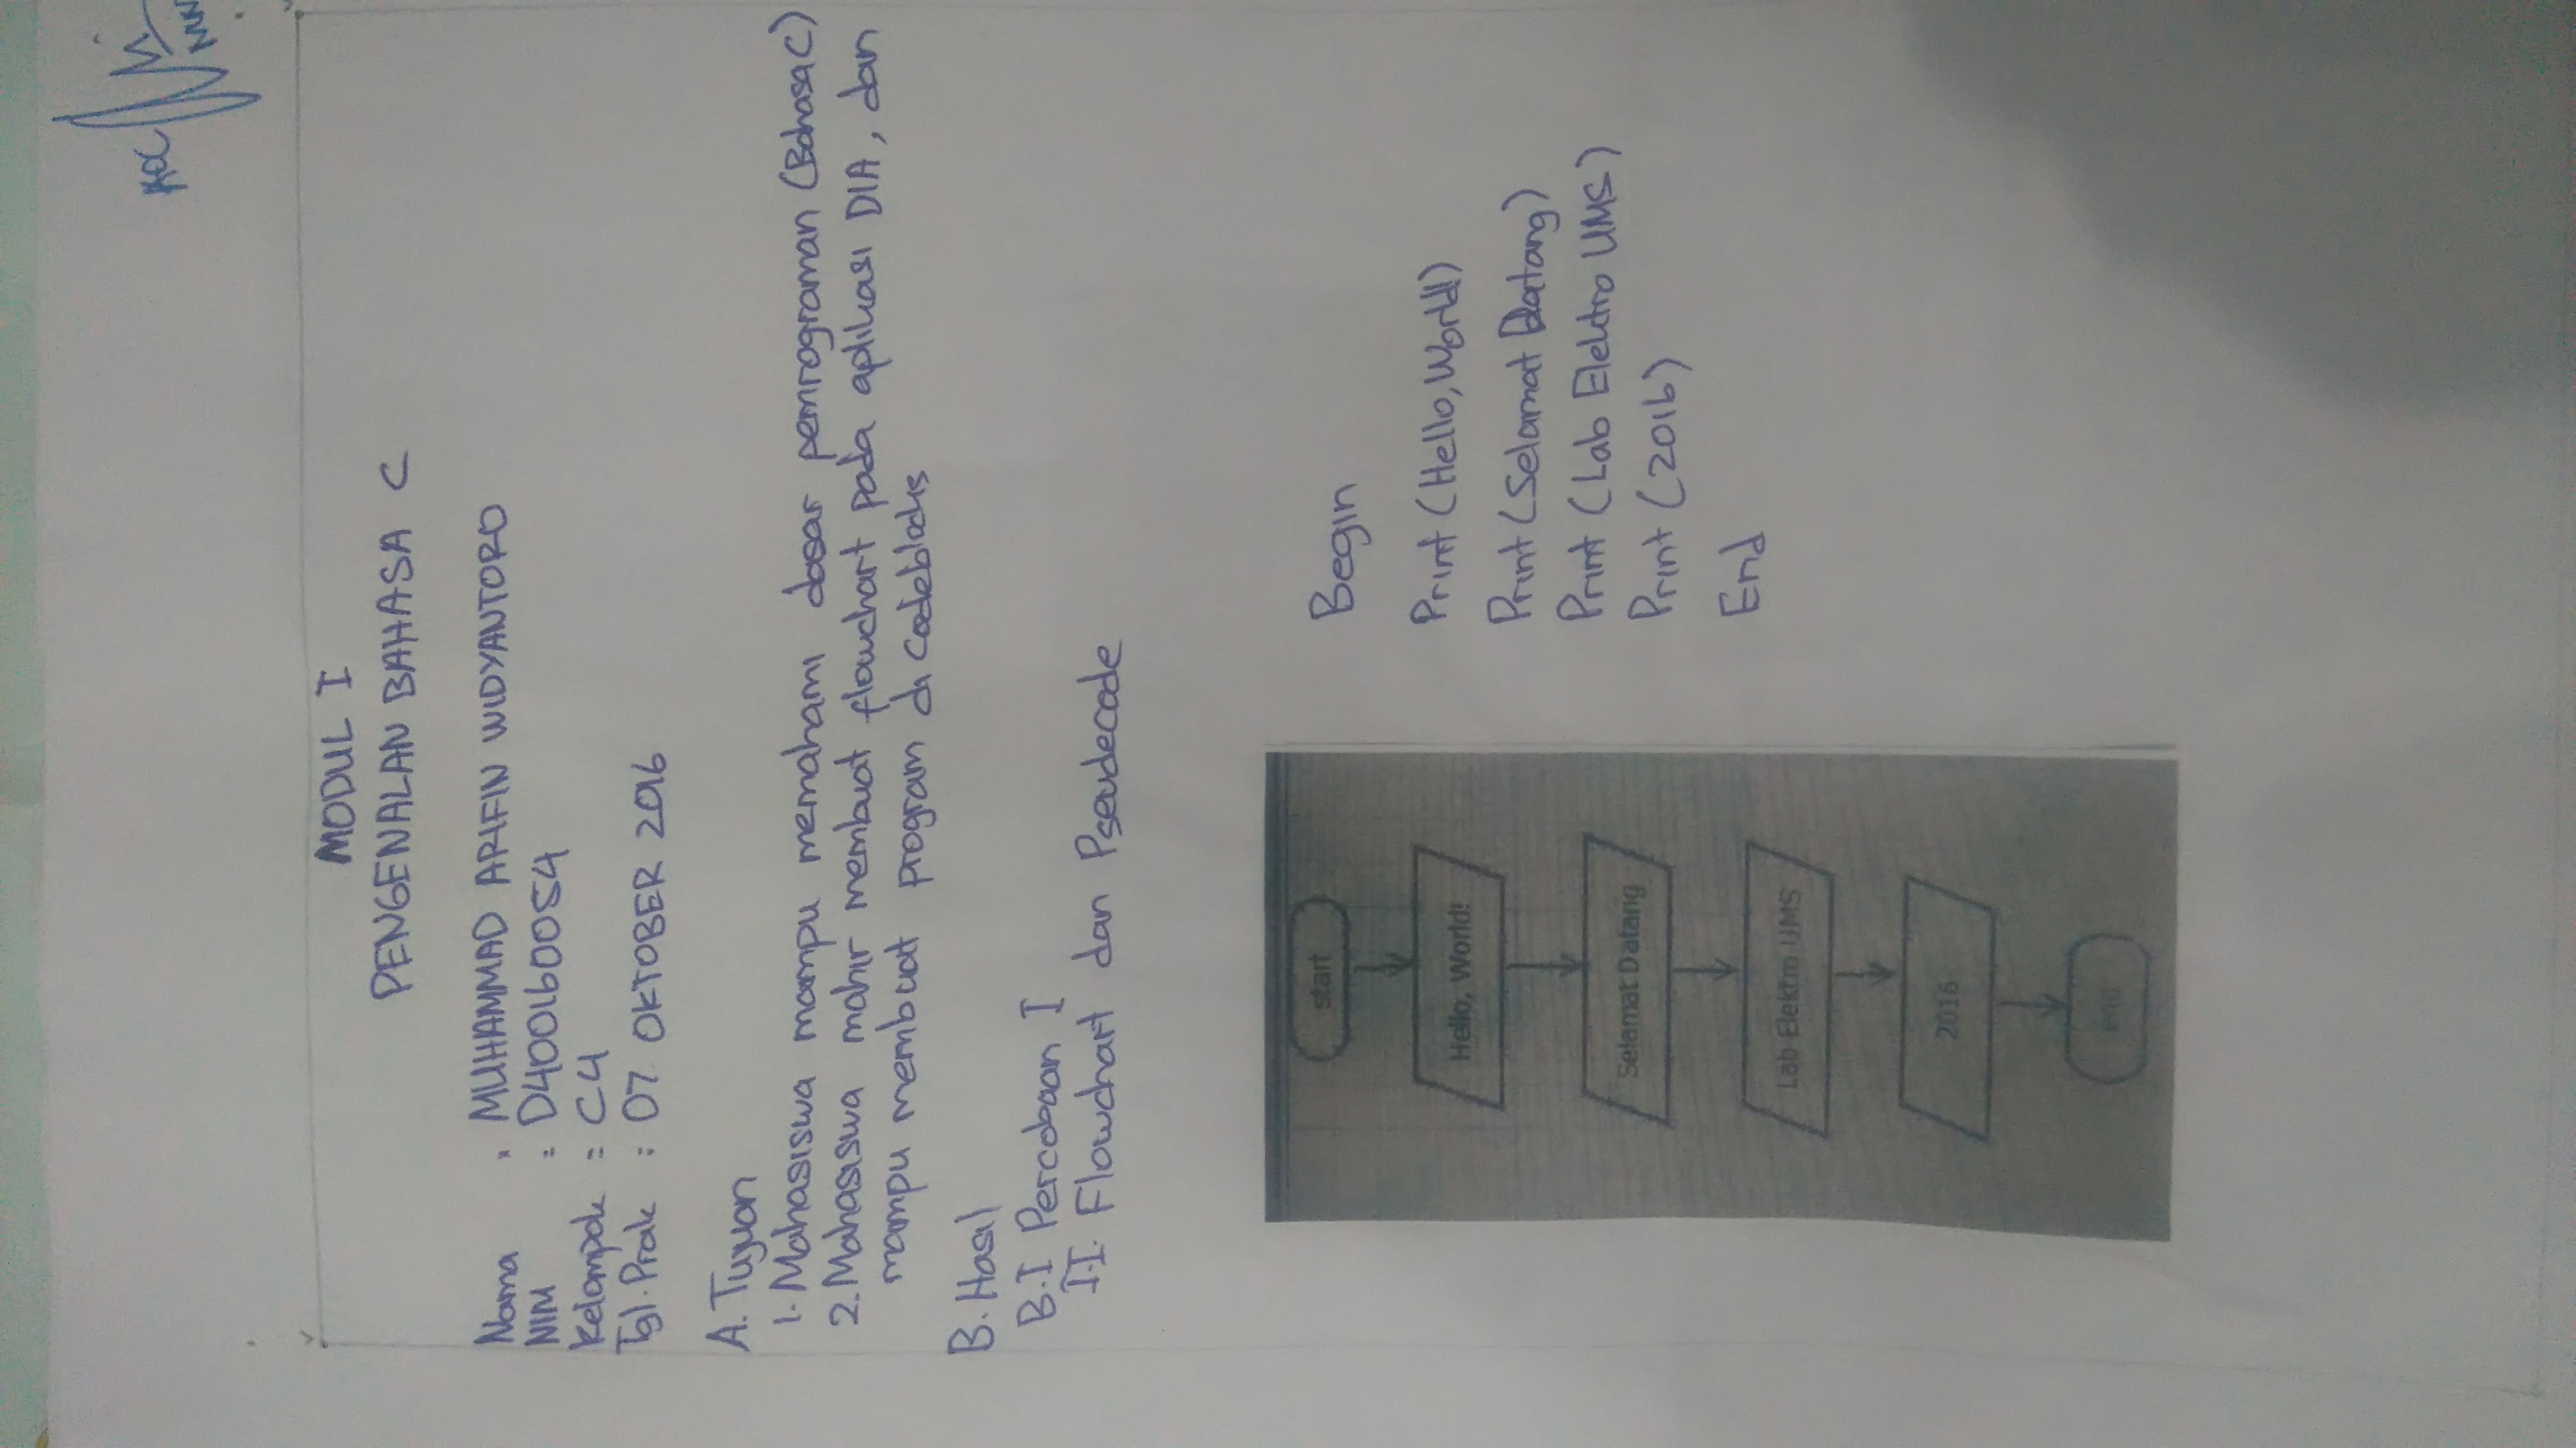 ACC
MODUL I
PENGENALAN BAHASA C
Nama : MUHAMMAD ARIFIN WIDYANTORO
NIM : D400160054
Kelompok : C4
Tgl. Prak : 07 OKTOBER 2016
A. Tujuan
1. Mahasiswa mampu memahami dasar pemrograman (Bahasa C)
2. Mahasiswa mahir membuat flowchart pada aplikasi DIA, dan
mampu membuat program di Codeblocks
B. Hasil
B.I Percobaan I
I.I. Flowchart dan Pseudecode
start
Hello, World!
Selamat Datang
Lab Elektro UMS
2016
end
Begin
Print (Hello, World!)
Print (Selamat Datang)
Print (Lab Elektro UMS)
Print (2016)
End